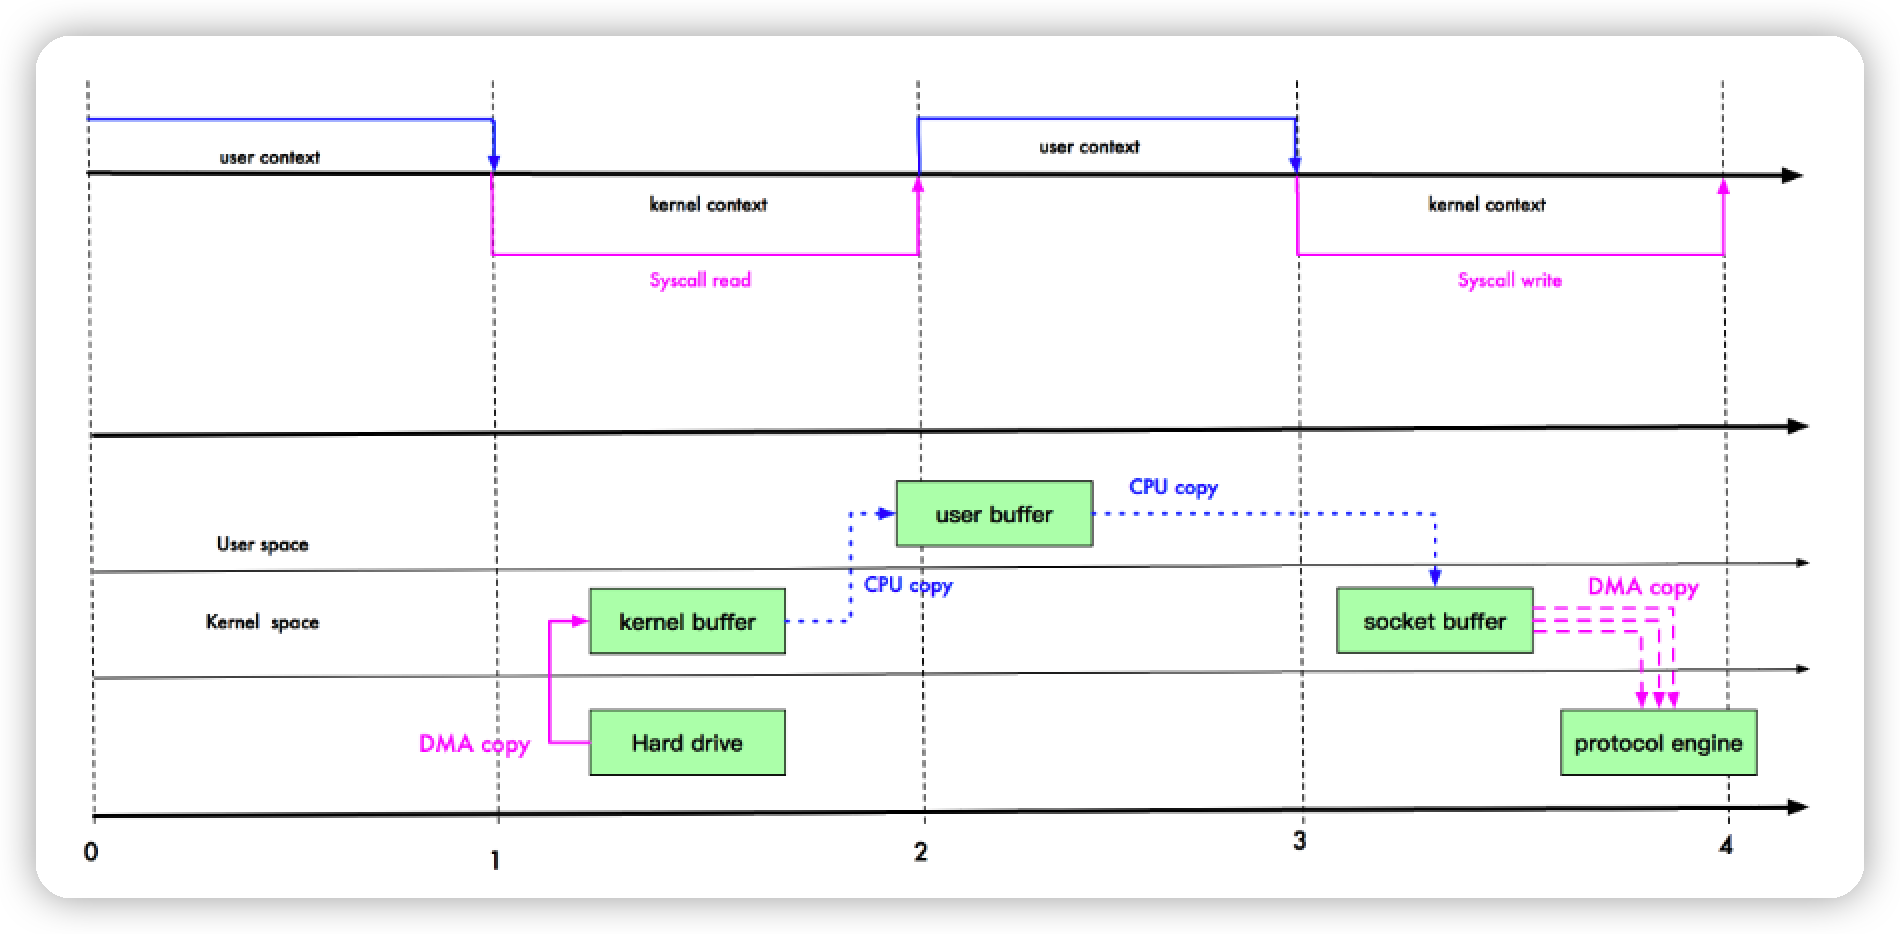 user context
user context
kernel context
kernel context
Syscall read
Syscall write
CPU copy
user buffer
User space
CPU copy
DMA copy
Kernel space
kernel buffer
socket buffer
DMA copy
Hard drive
protocol engine
0
1
2
3
4